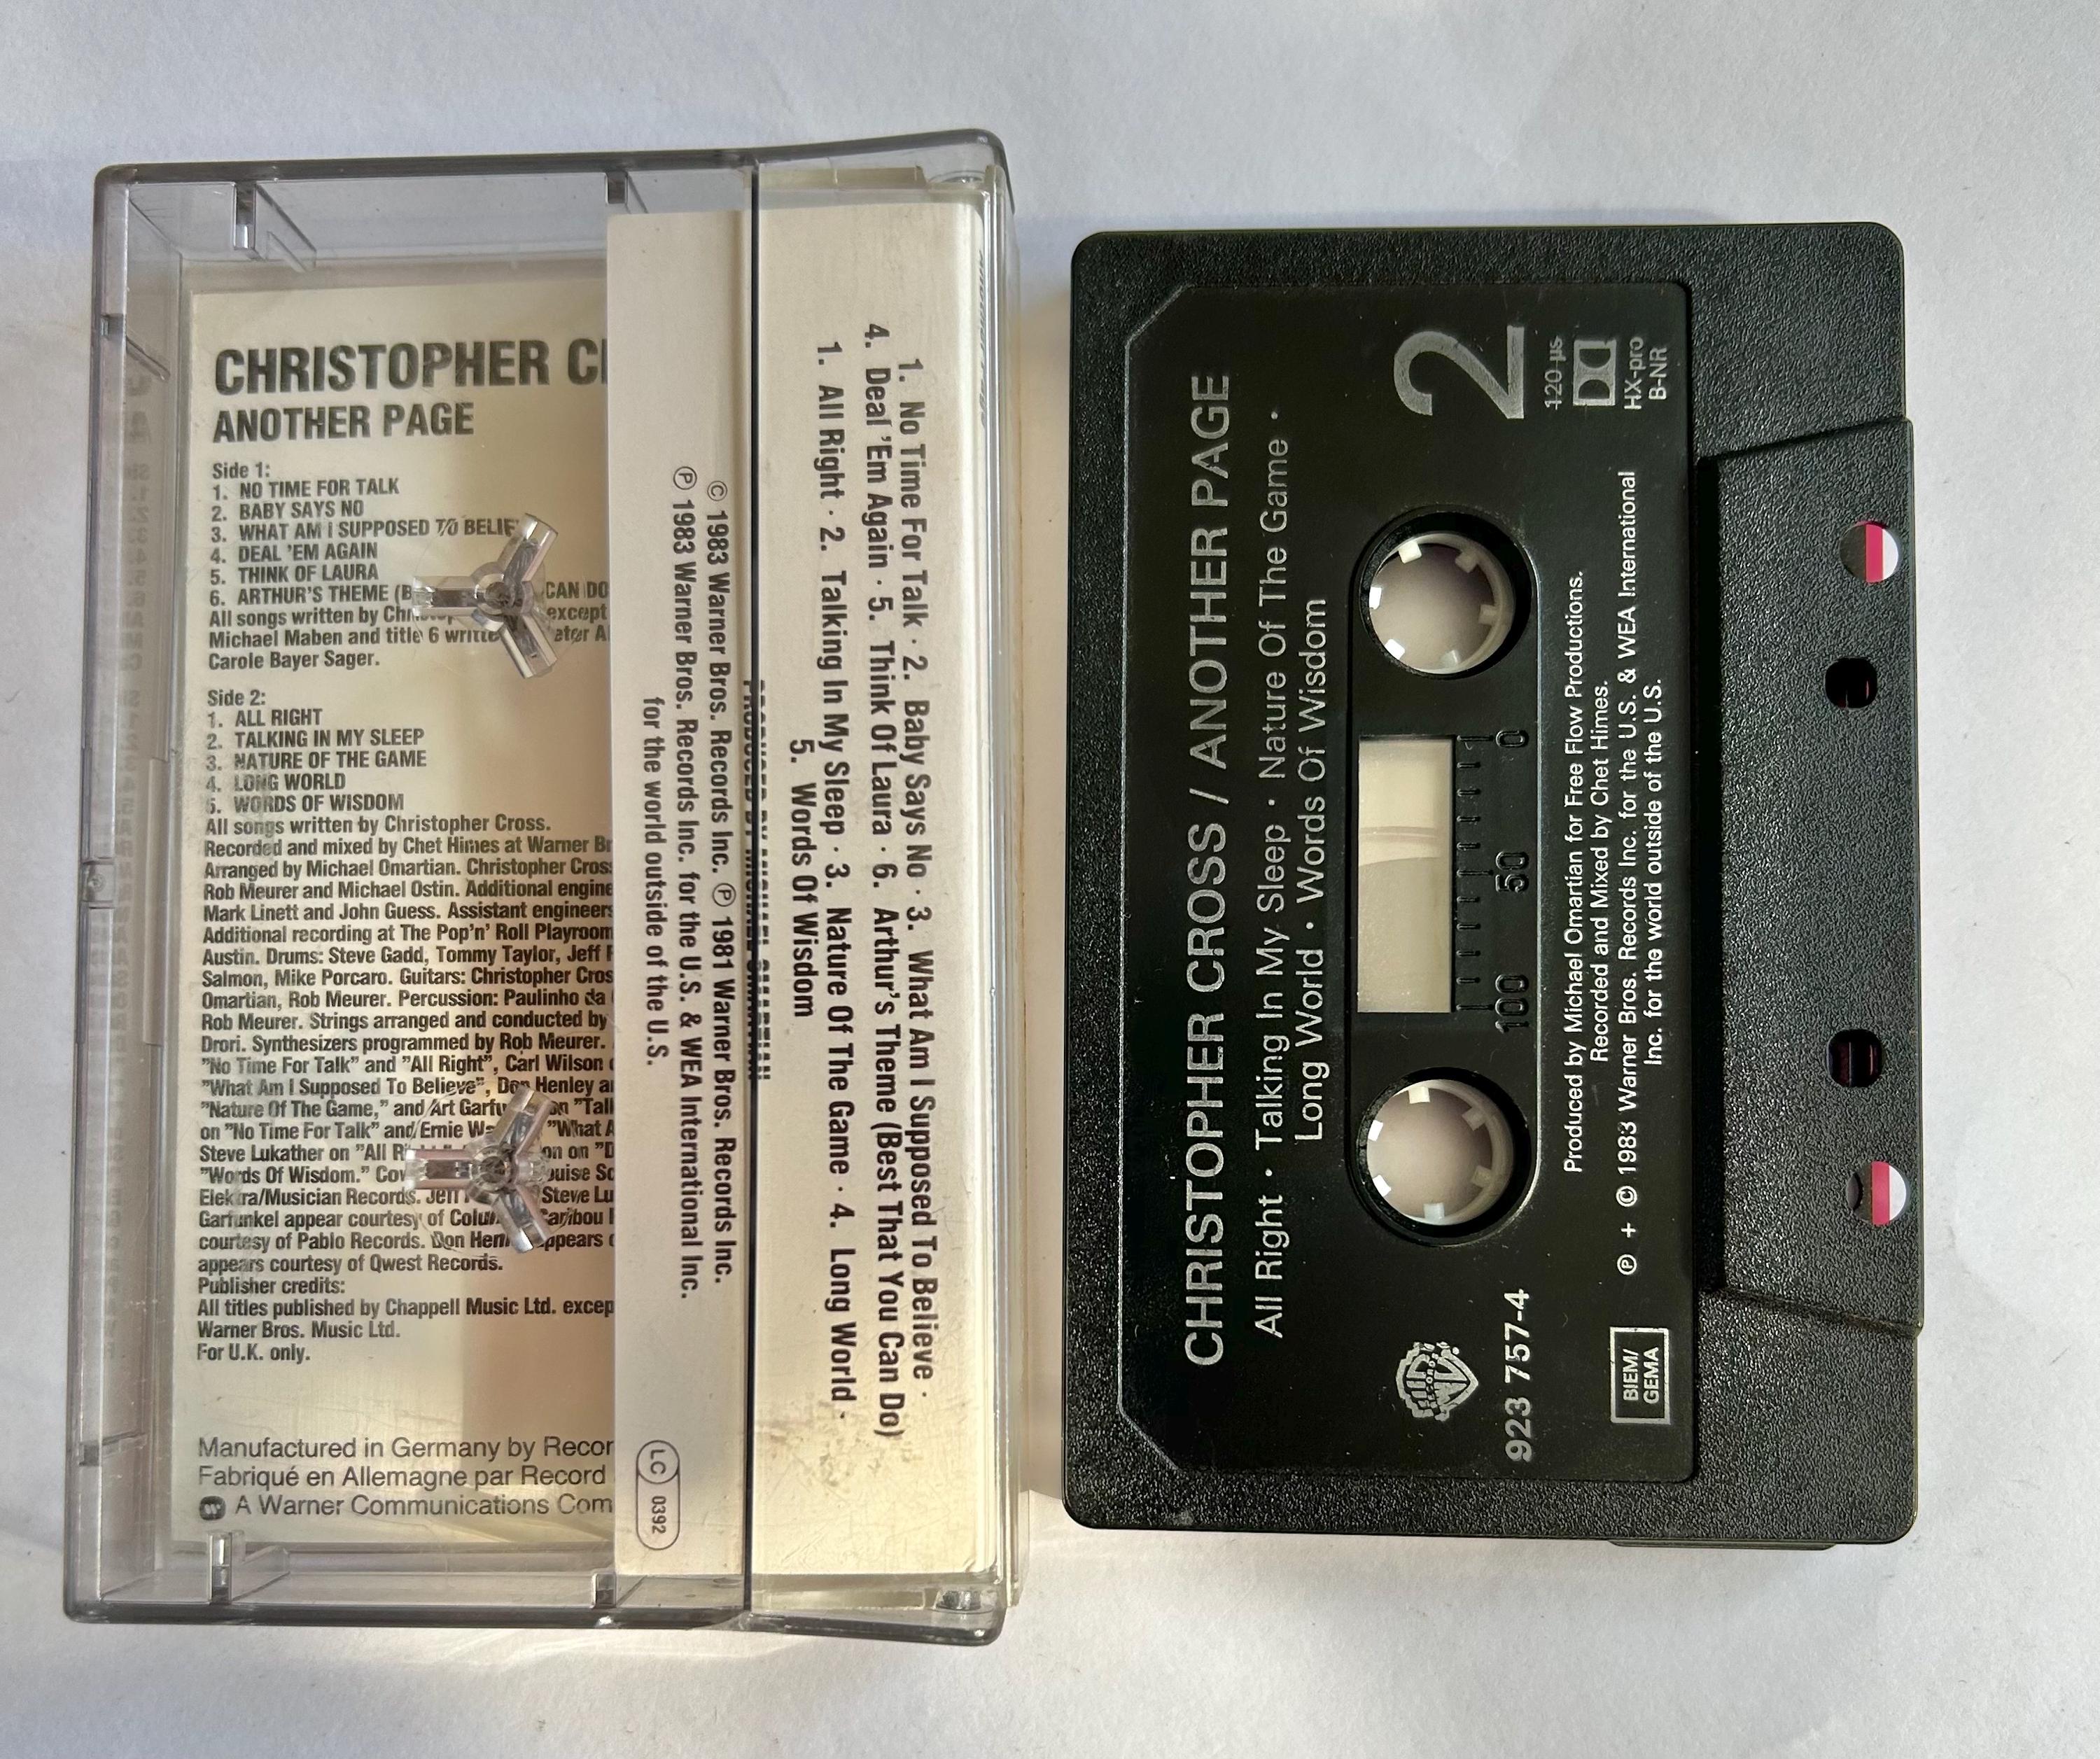 CHRISTOPHER
ANOTHER PAGE
Side 1:
1. NO TIME FOR TALK
2. BABY SAYS NO
3. WHAT AM I SUPPOSED TO
4. DEAL 'EM AGAIN
5. THINK OF LAURA
6. ARTHUR'S THEME CAN DO
All songs written by except
Michael Maben and title 6
Carole Bayer Sager.
Side 2:
1. ALL RIGHT
2. TALKING IN MY SLEEP
3. NATURE OF THE GAME
4. LONG WORLD
5. WORDS OF WISDOM
All songs written by Christopher Cross.
Recorded and mixed by Chet Himes at Warner
Arranged by Michael Omartian. Christopher
Rob Meurer and Michael Ostin. Additional
Mark Linett and John Guess. Assistant
Additional recording at The Pop'n' Roll Playroom
Austin. Drums: Steve Gadd, Tommy Taylor, Jeff
Salmon, Mike Porcaro. Guitars: Christopher
Omartian, Rob Meurer. Percussion: Paulinho da
Rob Meurer. Strings arranged and conducted by
Drori. Synthesizers programmed by Rob Meurer.
"No Time For Talk" and "All Right", Carl Wilson
"What Am I Supposed To Believe", Don Henley
"Nature Of The Game," and Art
on "No Time For Talk" and Ernie "What
Steve Lukather on "All on
"Words Of Wisdom."
Elektra/Musician Records. Steve
Garfunkel appear courtesy of Caribou
courtesy of Pablo Records. Don appears
appears courtesy of Qwest Records.
Publisher credits:
All titles published by Chappell Music Ltd.
Warner Bros. Music Ltd.
For U.K. only.
Manufactured in Germany by
Fabriqué en Allemagne par Record
A Warner Communications
1. No Time For Talk · 2. Baby Says No · 3. What Am I Supposed To Believe ·
4. Deal 'Em Again · 5. Think Of Laura · 6. Arthur's Theme (Best That You Can Do)
1. All Right · 2. Talking In My Sleep · 3. Nature Of The Game · 4. Long World ·
5. Words Of Wisdom
© 1983 Warner Bros. Records Inc. ℗ 1981 Warner Bros. Records Inc.
℗ 1983 Warner Bros. Records Inc. for the U.S. & WEA International Inc.
for the world outside of the U.S.
LC 0392
CHRISTOPHER CROSS / ANOTHER PAGE
All Right · Talking In My Sleep · Nature Of The Game ·
Long World · Words Of Wisdom
2
120 µs
HX-pro
B-NR
0 50 100
923 757-4
Produced by Michael Omartian for Free Flow Productions.
Recorded and Mixed by Chet Himes.
℗ + © 1983 Warner Bros. Records Inc. for the U.S. & WEA International
Inc. for the world outside of the U.S.
BIEM/
GEMA